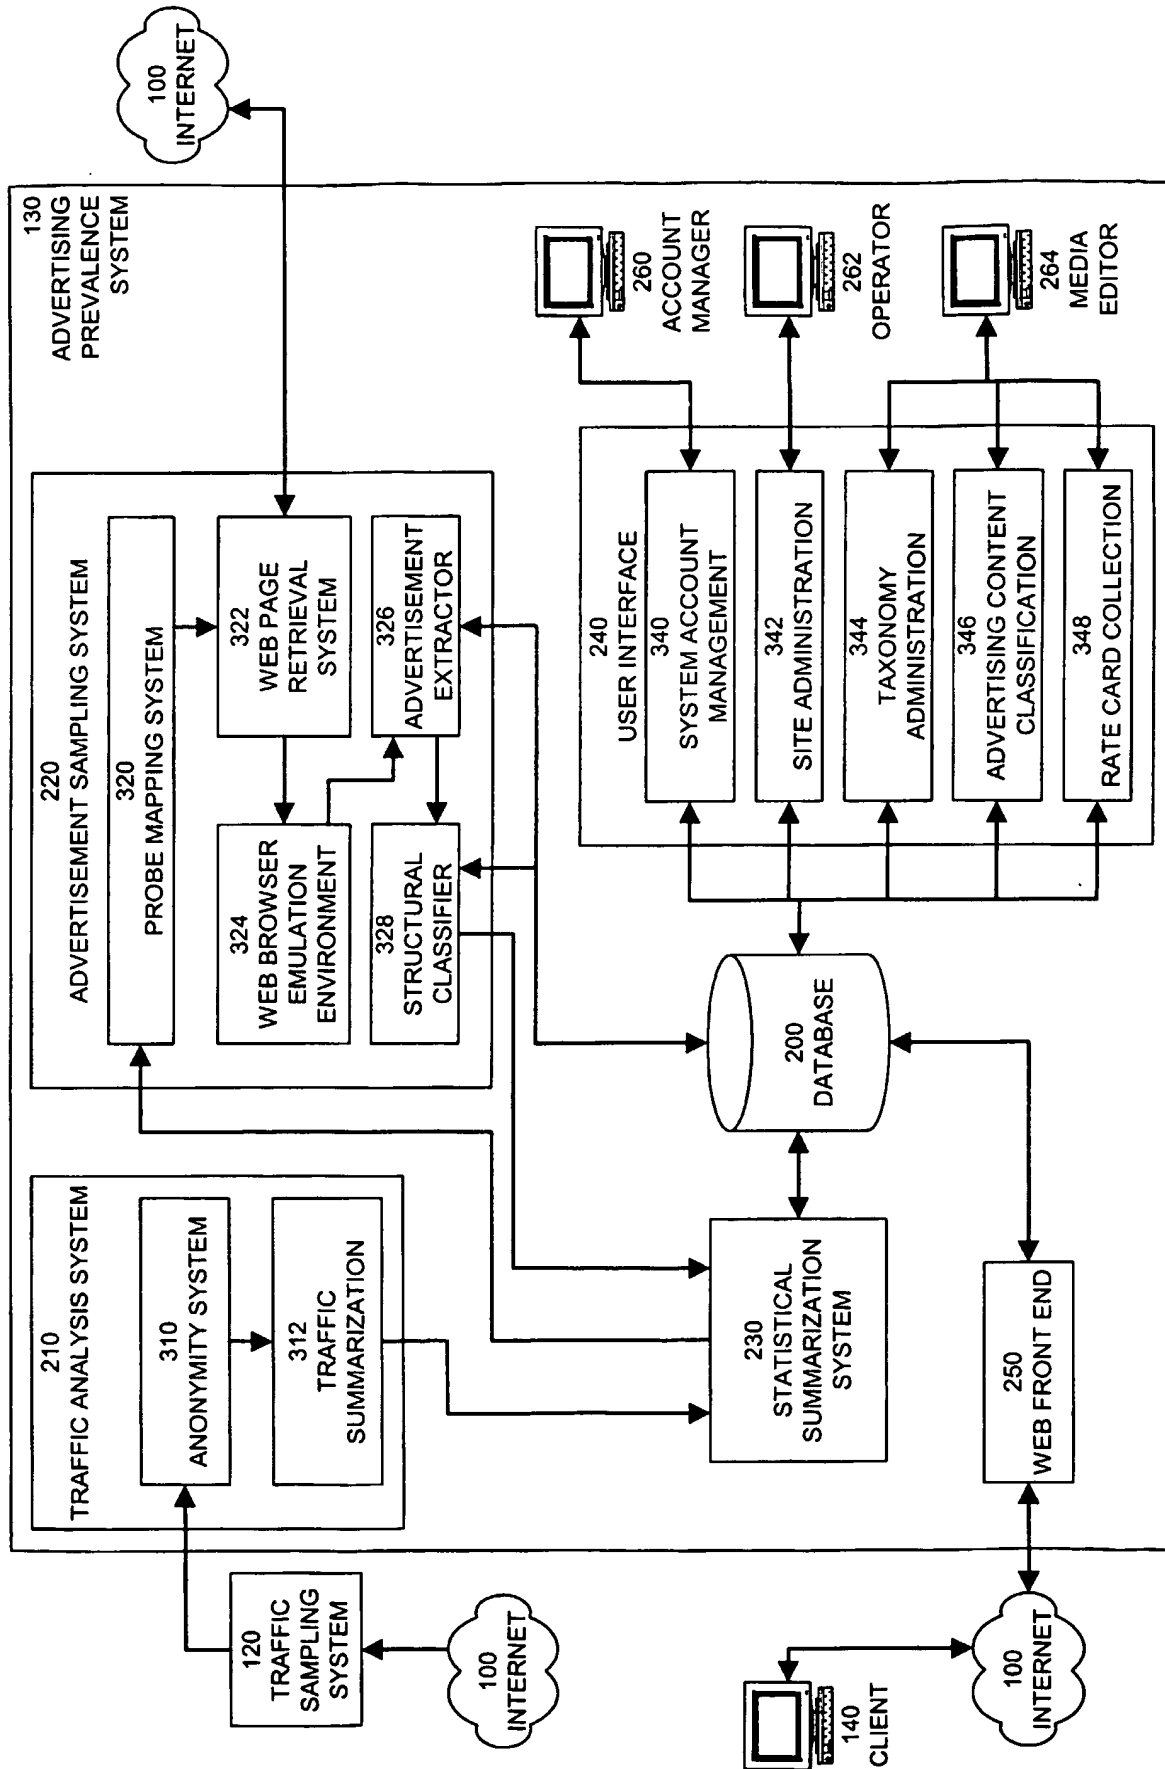 130
ADVERTISING
PREVALENCE
SYSTEM
100
INTERNET
120
TRAFFIC
SAMPLING
SYSTEM
100
INTERNET
210
TRAFFIC ANALYSIS SYSTEM
310
ANONYMITY SYSTEM
312
TRAFFIC
SUMMARIZATION
220
ADVERTISEMENT SAMPLING SYSTEM
320
PROBE MAPPING SYSTEM
324
WEB BROWSER
EMULATION
ENVIRONMENT
322
WEB PAGE
RETRIEVAL
SYSTEM
328
STRUCTURAL
CLASSIFIER
326
ADVERTISEMENT
EXTRACTOR
230
STATISTICAL
SUMMARIZATION
SYSTEM
200
DATABASE
240
USER INTERFACE
340
SYSTEM ACCOUNT
MANAGEMENT
342
SITE ADMINISTRATION
344
TAXONOMY
ADMINISTRATION
346
ADVERTISING CONTENT
CLASSIFICATION
348
RATE CARD COLLECTION
260
ACCOUNT
MANAGER
262
OPERATOR
264
MEDIA
EDITOR
140
CLIENT
100
INTERNET
250
WEB FRONT END